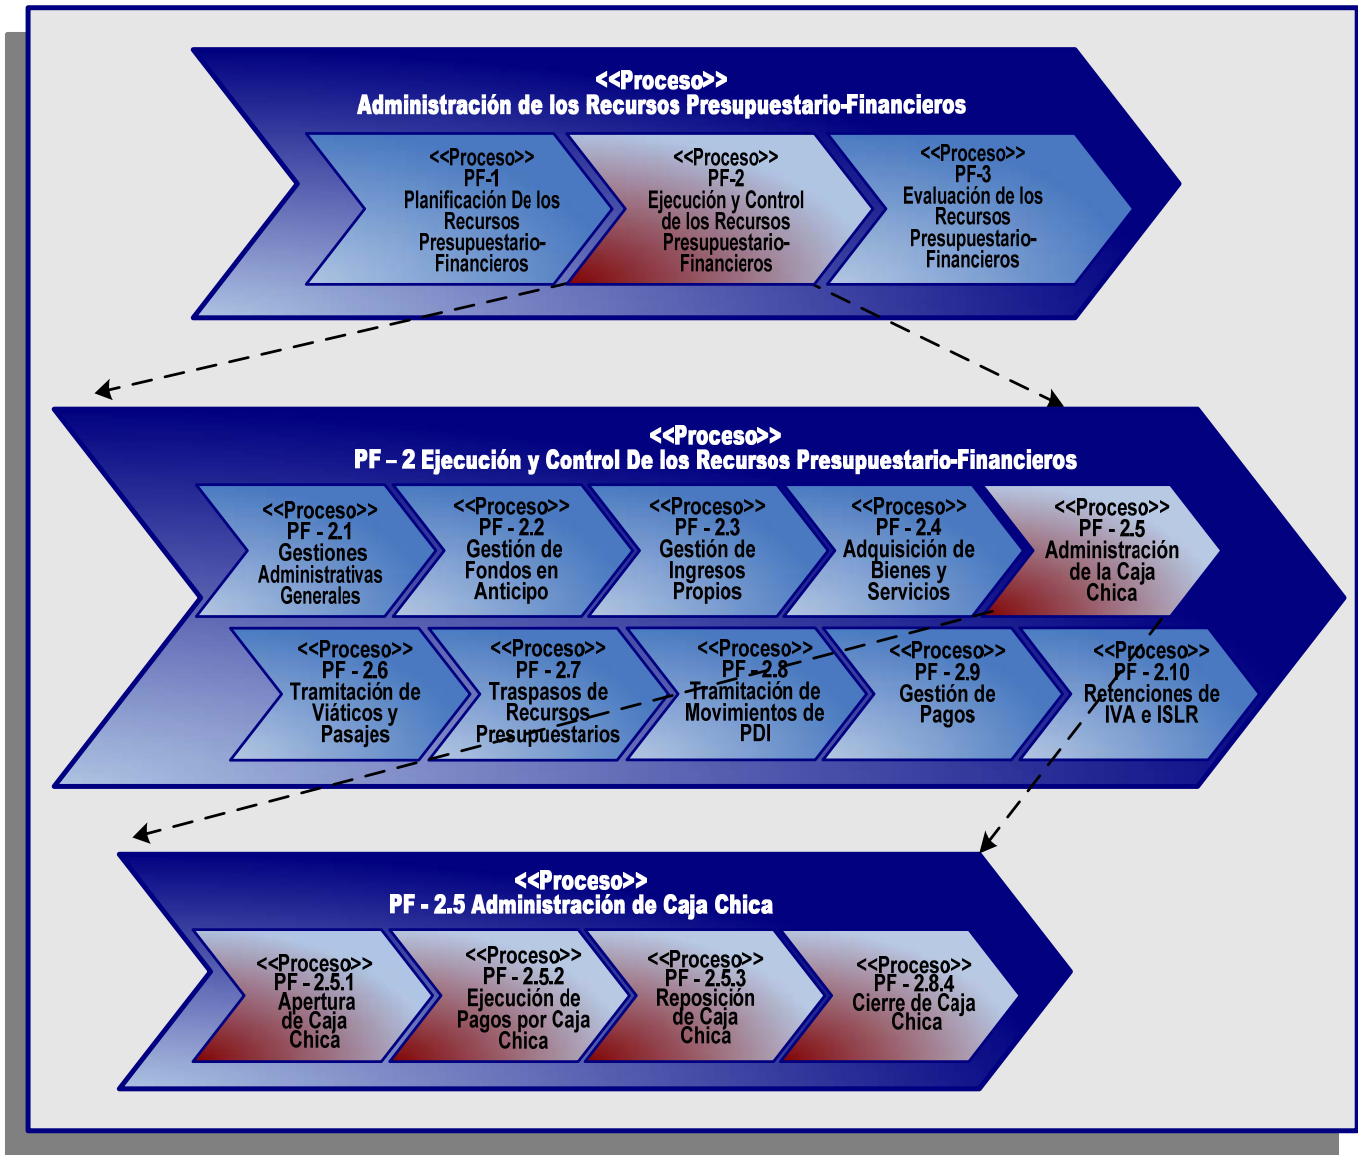 <<Proceso>>
Administración de los Recursos Presupuestario-Financieros
<<Proceso>>
PF-1
Planificación De los
Recursos
Presupuestario-
Financieros
<<Proceso>>
PF-2
Ejecución y Control
de los Recursos
Presupuestario-
Financieros
<<Proceso>>
PF-3
Evaluación de los
Recursos
Presupuestario-
Financieros
<<Proceso>>
PF – 2 Ejecución y Control De los Recursos Presupuestario-Financieros
<<Proceso>>
PF - 2.1
Gestiones
Administrativas
Generales
<<Proceso>>
PF - 2.2
Gestión de
Fondos en
Anticipo
<<Proceso>>
PF - 2.3
Gestión de
Ingresos
Propios
<<Proceso>>
PF - 2.4
Adquisición de
Bienes y
Servicios
<<Proceso>>
PF - 2.5
Administración
de la Caja
Chica
<<Proceso>>
PF - 2.6
Tramitación de
Viáticos y
Pasajes
<<Proceso>>
PF - 2.7
Traspasos de
Recursos
Presupuestarios
<<Proceso>>
PF - 2.8
Tramitación de
Movimientos de
PDI
<<Proceso>>
PF - 2.9
Gestión de
Pagos
<<Proceso>>
PF - 2.10
Retenciones de
IVA e ISLR
<<Proceso>>
PF - 2.5 Administración de Caja Chica
<<Proceso>>
PF - 2.5.1
Apertura
de Caja
Chica
<<Proceso>>
PF - 2.5.2
Ejecución de
Pagos por Caja
Chica
<<Proceso>>
PF - 2.5.3
Reposición
de Caja
Chica
<<Proceso>>
PF - 2.8.4
Cierre de Caja
Chica